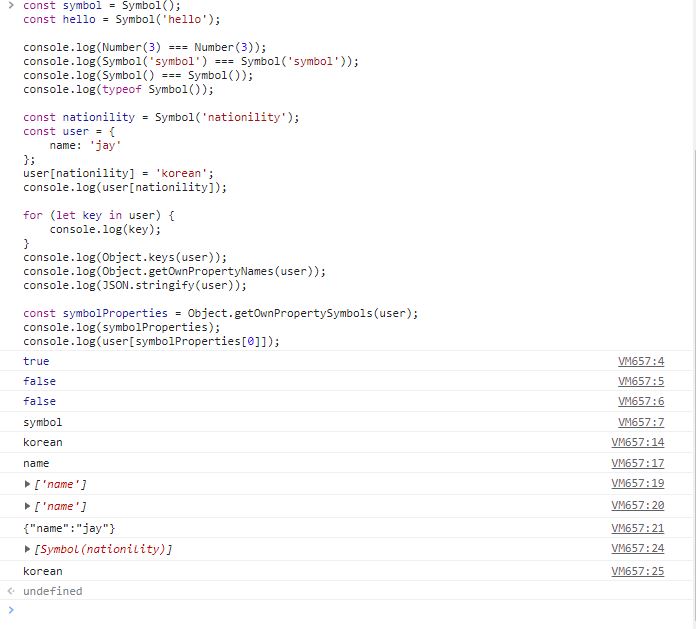 > const symbol = Symbol();
const hello = Symbol('hello');
console.log(Number(3) === Number(3));
console.log(Symbol('symbol') === Symbol('symbol'));
console.log(Symbol() === Symbol());
console.log(typeof Symbol());
const nationility = Symbol('nationility');
const user = {
    name: 'jay'
};
user[nationility] = 'korean';
console.log(user[nationility]);
for (let key in user) {
    console.log(key);
}
console.log(Object.keys(user));
console.log(Object.getOwnPropertyNames(user));
console.log(JSON.stringify(user));
const symbolProperties = Object.getOwnPropertySymbols(user);
console.log(symbolProperties);
console.log(user[symbolProperties[0]]);
true VM657:4
false VM657:5
false VM657:6
symbol VM657:7
korean VM657:14
name VM657:17
▶ ['name'] VM657:19
▶ ['name'] VM657:20
{"name":"jay"} VM657:21
▶ [Symbol(nationility)] VM657:24
korean VM657:25
undefined
>